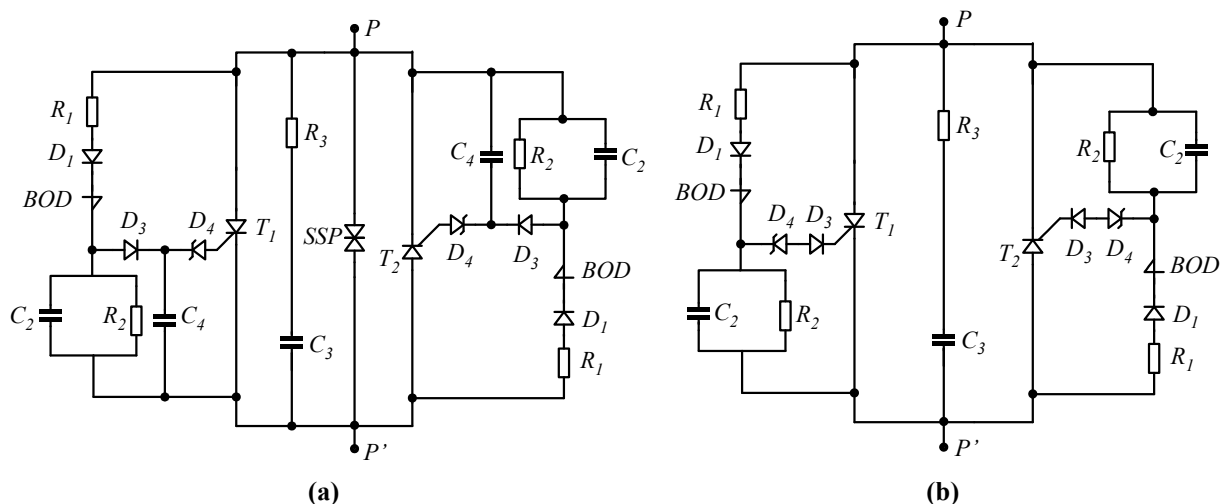 P
P
R1
R3
C4
R2
C2
R1
R3
R2
C2
D1
D1
BOD
D3
D4
T1
SSP
T2
D4
D3
BOD
BOD
D4
D3
T1
T2
D3
D4
BOD
C2
R2
C4
C3
D1
R1
C2
R2
C3
D1
R1
P'
P'
(a)
(b)